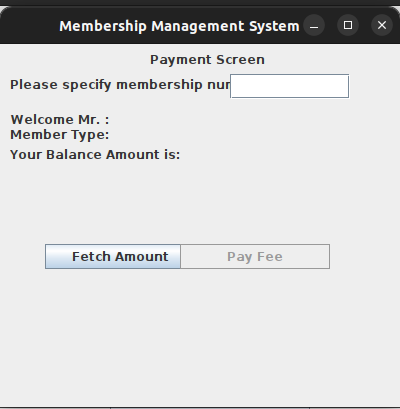 Membership Management System
Payment Screen
Please specify membership nur
Welcome Mr. :
Member Type:
Your Balance Amount is:
Fetch Amount
Pay Fee